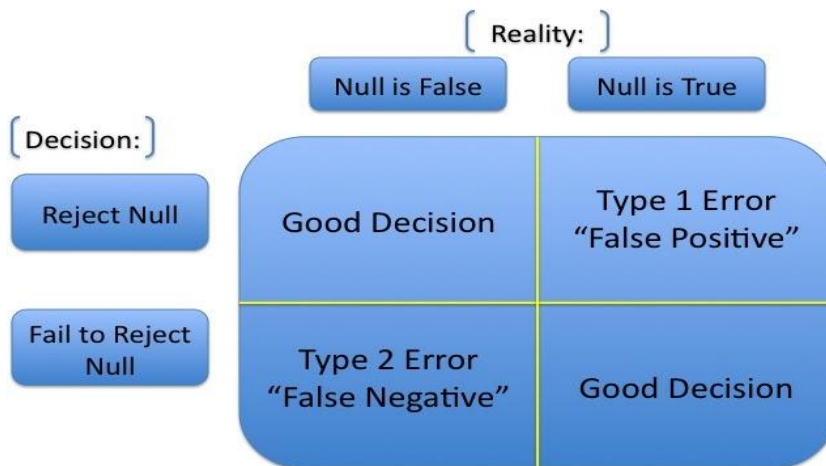 Reality:
Null is False
Null is True
Decision:
Reject Null
Good Decision
Type 1 Error
“False Positive”
Fail to Reject
Null
Type 2 Error
“False Negative”
Good Decision